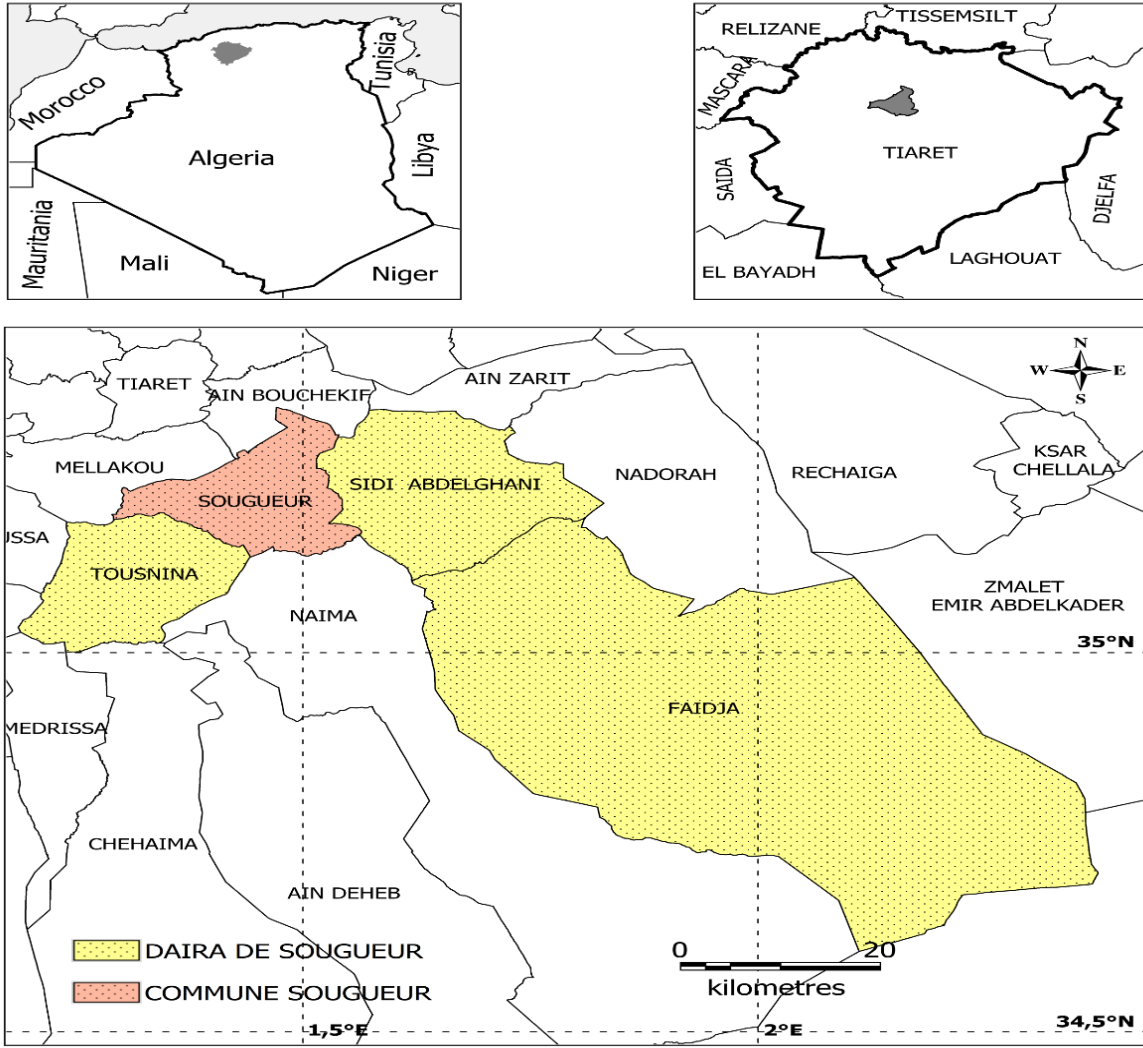 Morocco
Tunisia
Algeria
Libya
Mauritania
Mali
Niger
RELIZANE
TISSEMSILT
MASCARA
TIARET
SAIDA
DJELFA
EL BAYADH
LAGHOUAT
N
W E
S
TIARET
AIN BOUCHEKIF
AIN ZARIT
MELLAKOU
SOUGUEUR
SIDI ABDELGHANI
NADORAH
RECHAIGA
KSAR
CHELLALA
USSA
TOUSNINA
NAIMA
ZMALET
EMIR ABDELKADER
35°N
MEDRISSA
FAIDJA
CHEHAIMA
AIN DEHEB
DAIRA DE SOUGUEUR
COMMUNE SOUGUEUR
0 20
kilometres
1,5°E
2°E
34,5°N